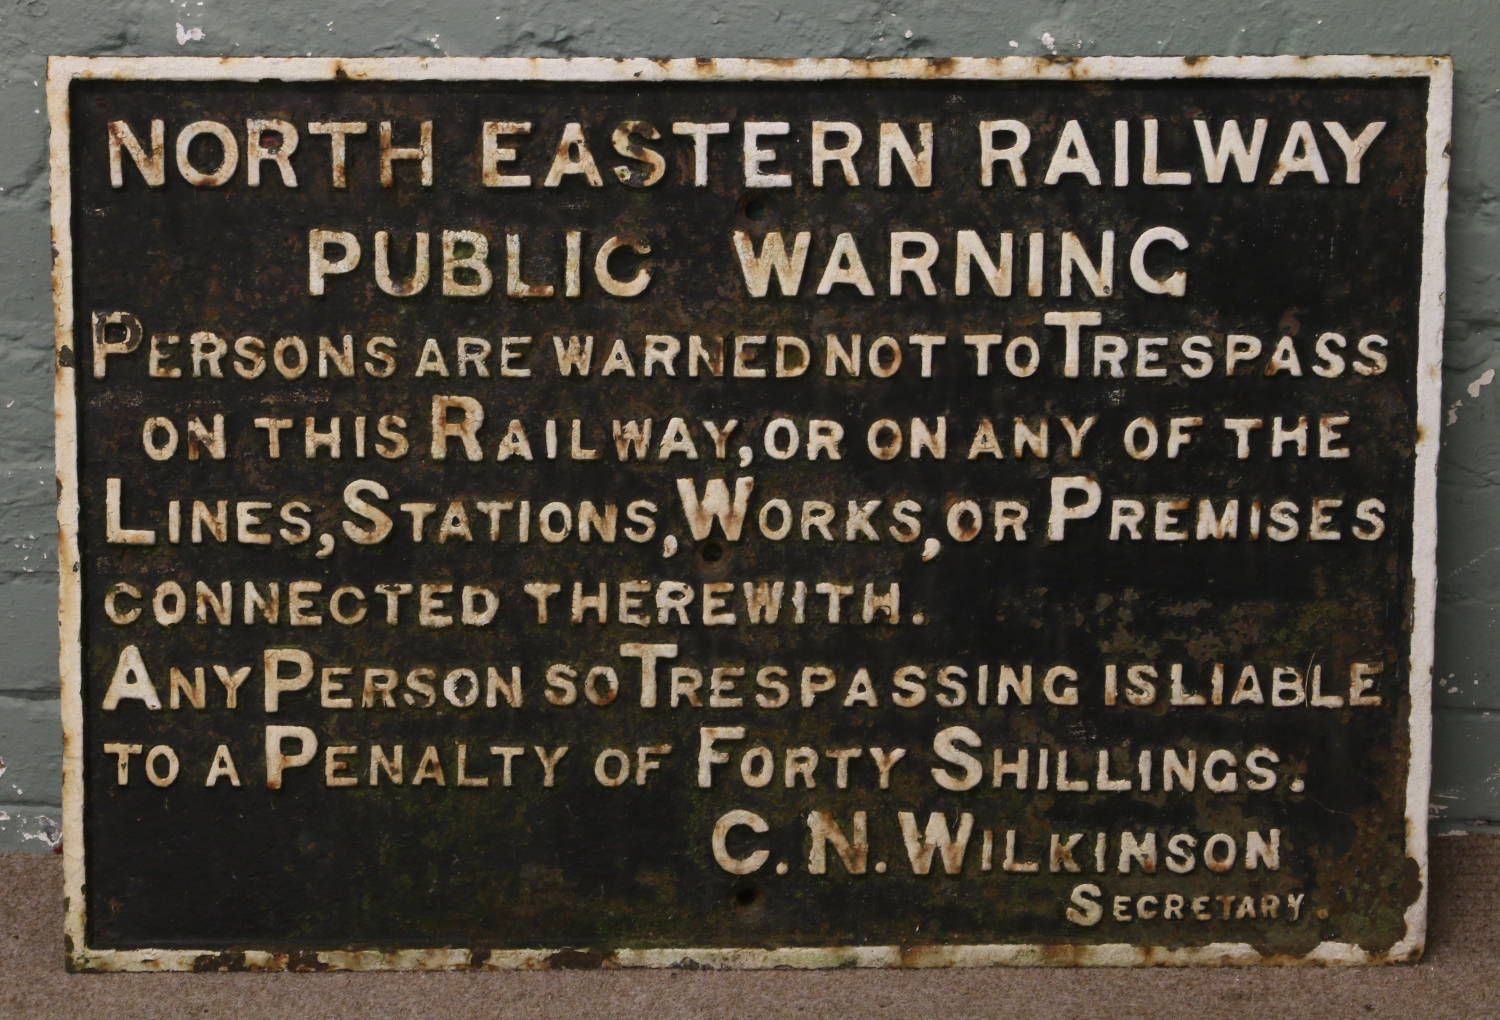 NORTH EASTERN RAILWAY
PUBLIC WARNING
PERSONS ARE WARNED NOT TO TRESPASS
ON THIS RAILWAY, OR ON ANY OF THE
LINES, STATIONS, WORKS, OR PREMISES
CONNECTED THEREWITH.
ANY PERSON SO TRESPASSING IS LIABLE
TO A PENALTY OF FORTY SHILLINGS.
C. N. WILKINSON
SECRETARY.